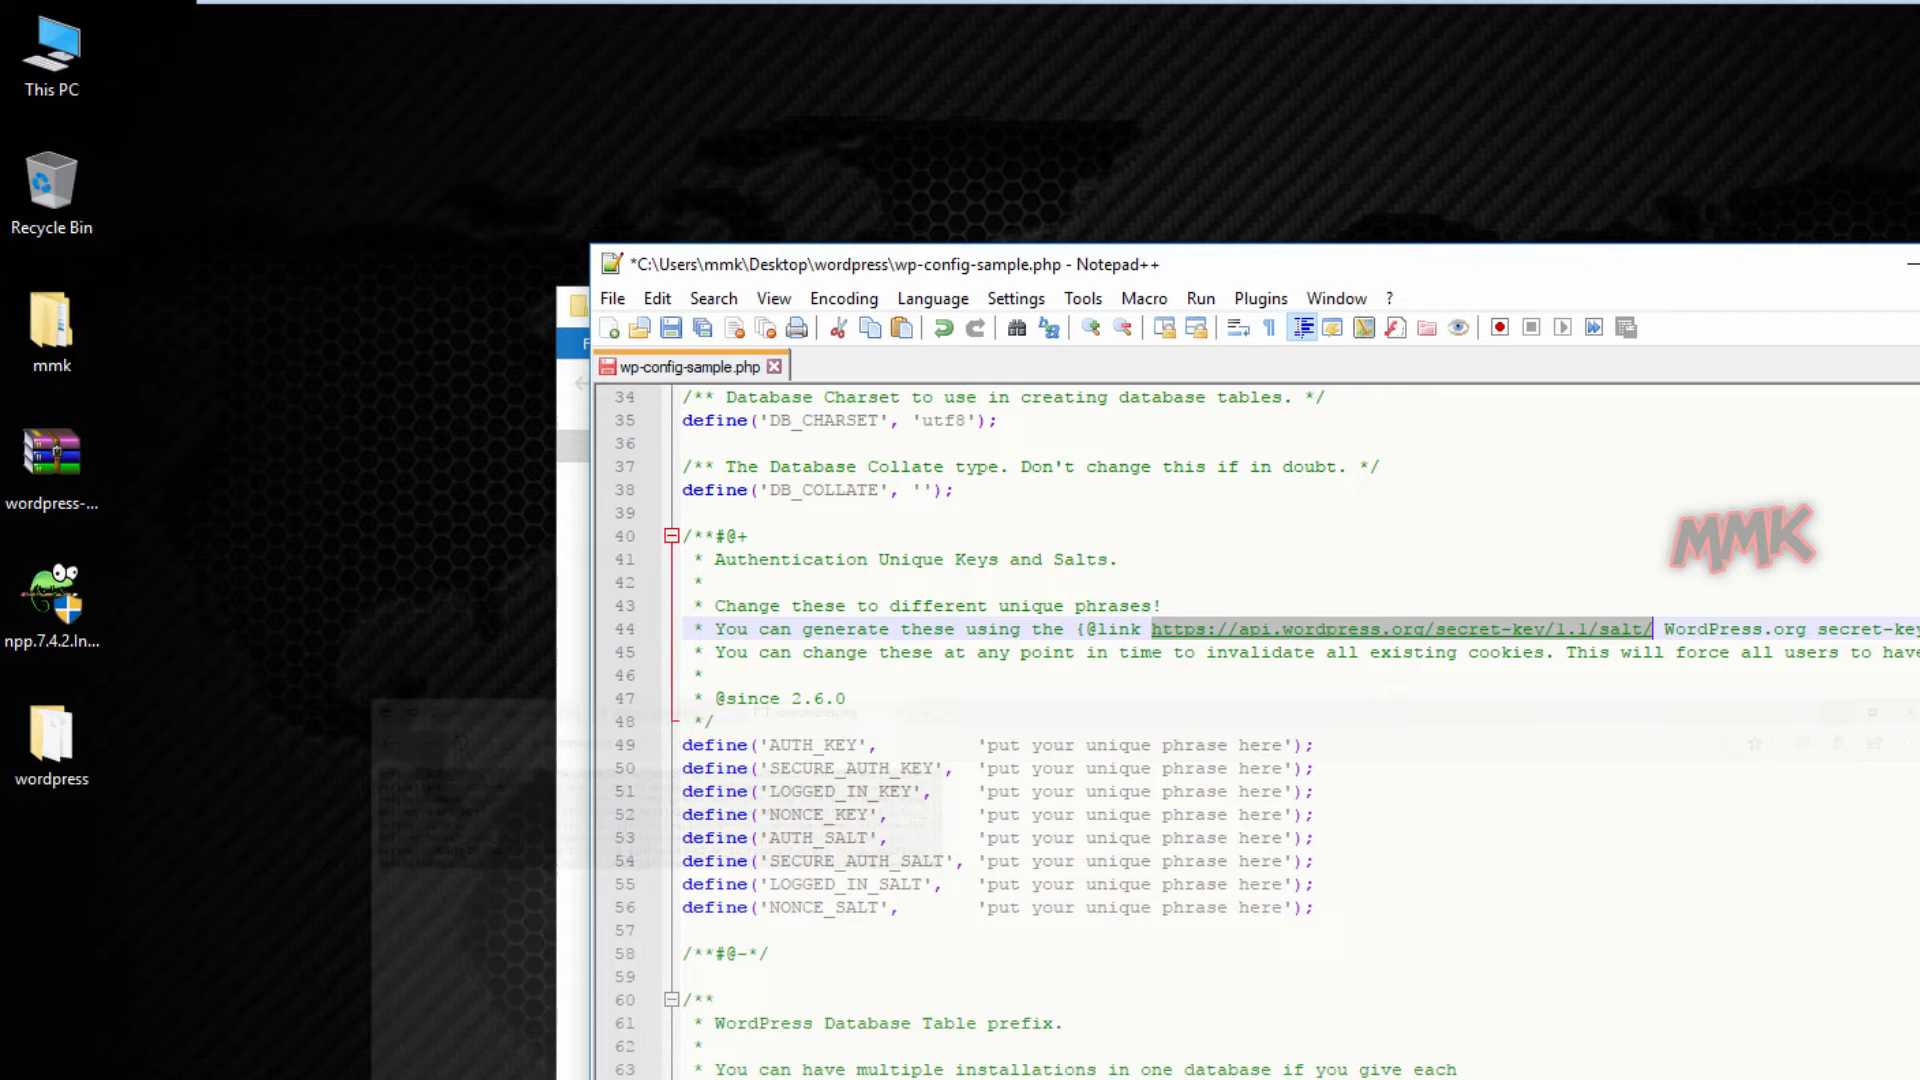 This PC
Recycle Bin
mmk
wordpress-...
npp.7.4.2.In...
wordpress
*C:\Users\mmk\Desktop\wordpress\wp-config-sample.php - Notepad++
File Edit Search View Encoding Language Settings Tools Macro Run Plugins Window ?
wp-config-sample.php
34 /** Database Charset to use in creating database tables. */
35 define('DB_CHARSET', 'utf8');
36
37 /** The Database Collate type. Don't change this if in doubt. */
38 define('DB_COLLATE', '');
39
40 /**#@+
41 * Authentication Unique Keys and Salts.
42 *
43 * Change these to different unique phrases!
44 * You can generate these using the {@link https://api.wordpress.org/secret-key/1.1/salt/ WordPress.org secret-key
45 * You can change these at any point in time to invalidate all existing cookies. This will force all users to have
46 *
47 * @since 2.6.0
48 */
49 define('AUTH_KEY', 'put your unique phrase here');
50 define('SECURE_AUTH_KEY', 'put your unique phrase here');
51 define('LOGGED_IN_KEY', 'put your unique phrase here');
52 define('NONCE_KEY', 'put your unique phrase here');
53 define('AUTH_SALT', 'put your unique phrase here');
54 define('SECURE_AUTH_SALT', 'put your unique phrase here');
55 define('LOGGED_IN_SALT', 'put your unique phrase here');
56 define('NONCE_SALT', 'put your unique phrase here');
57
58 /**#@-*/
59
60 /**
61 * WordPress Database Table prefix.
62 *
63 * You can have multiple installations in one database if you give each
MMK